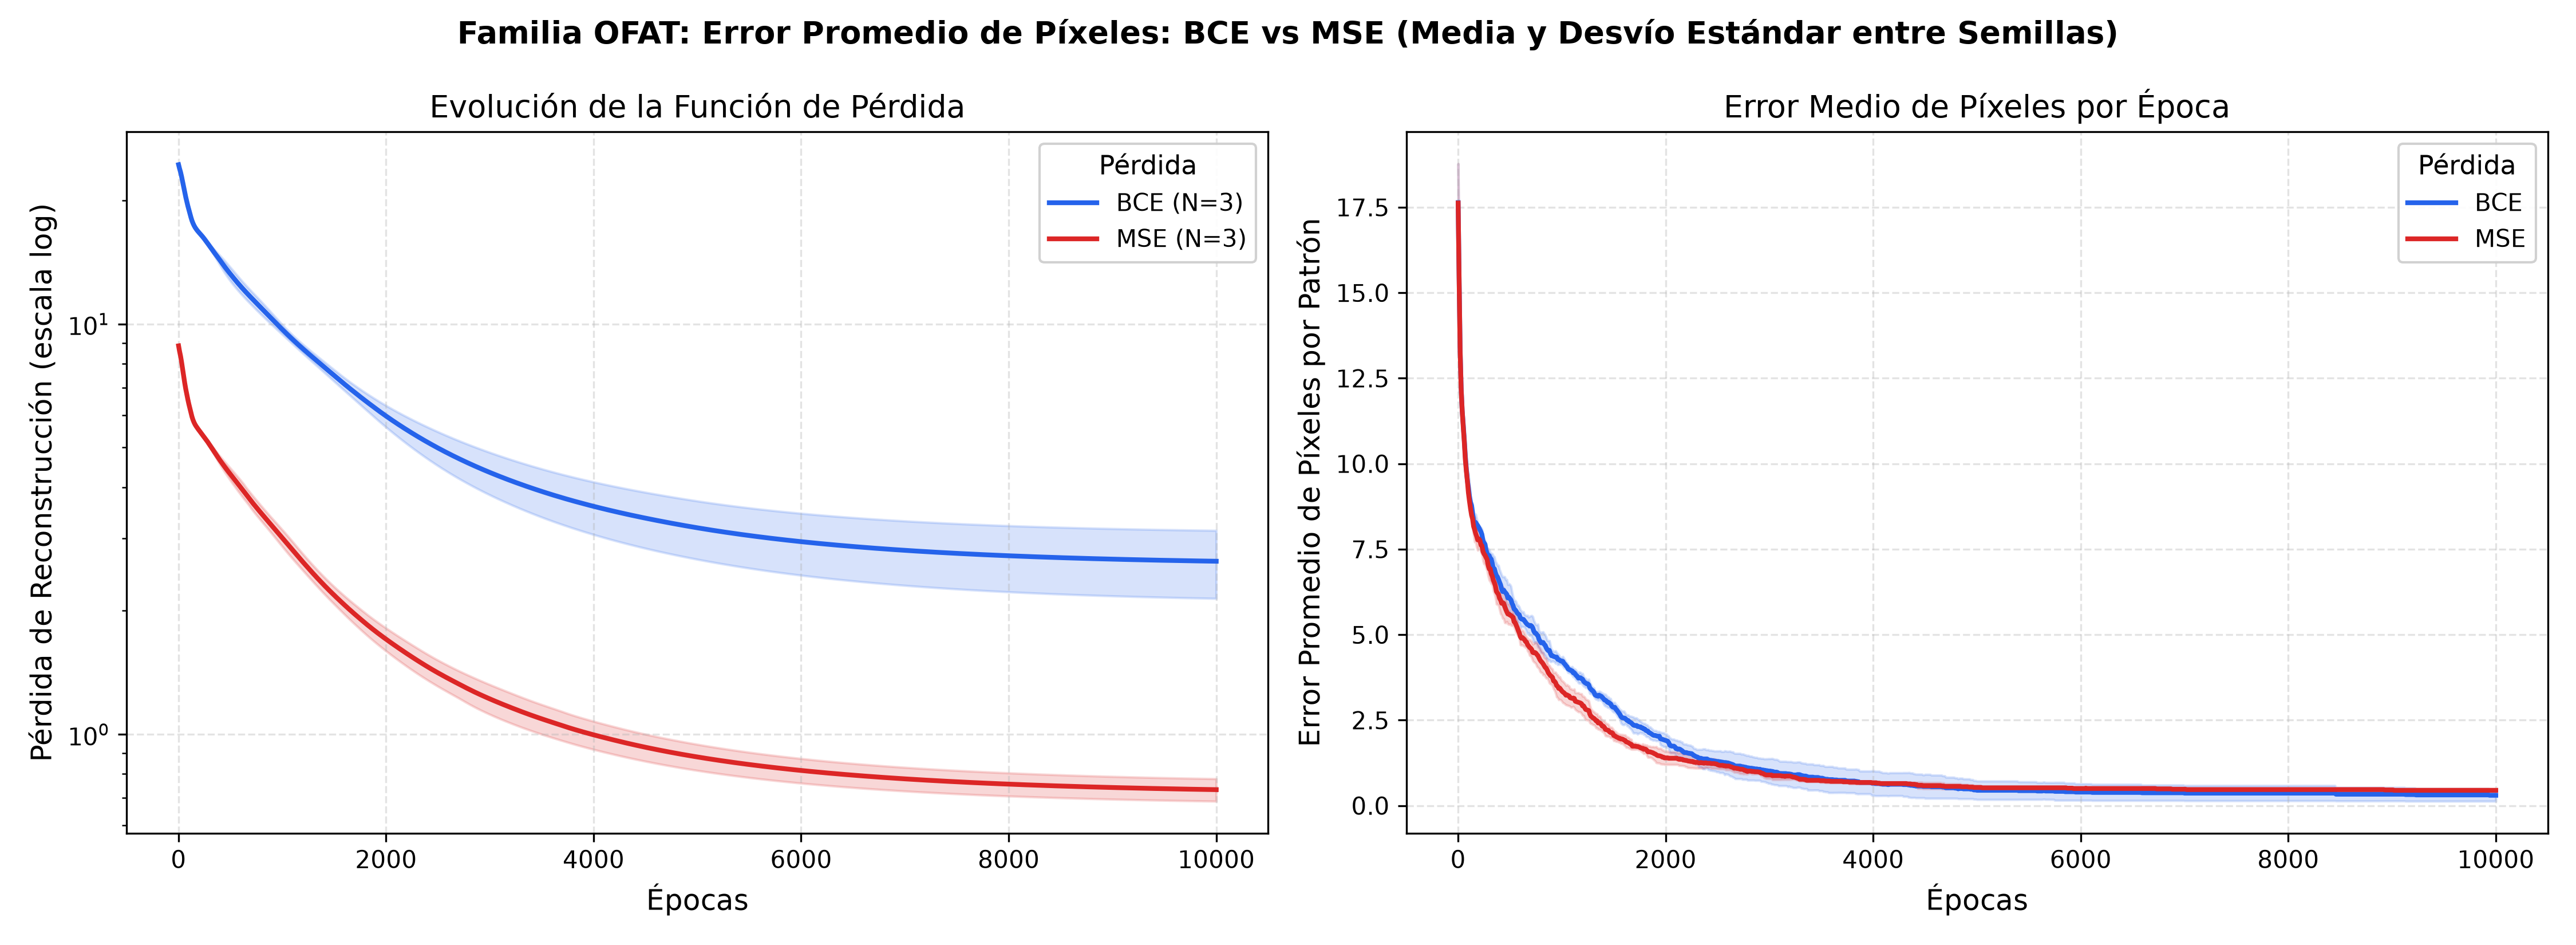 Familia OFAT: Error Promedio de Píxeles: BCE vs MSE (Media y Desvío Estándar entre Semillas)
Evolución de la Función de Pérdida
Pérdida de Reconstrucción (escala log)
10¹
10⁰
0 2000 4000 6000 8000 10000
Épocas
Pérdida
BCE (N=3)
MSE (N=3)
Error Medio de Píxeles por Época
Error Promedio de Píxeles por Patrón
17.5
15.0
12.5
10.0
7.5
5.0
2.5
0.0
0 2000 4000 6000 8000 10000
Épocas
Pérdida
BCE
MSE